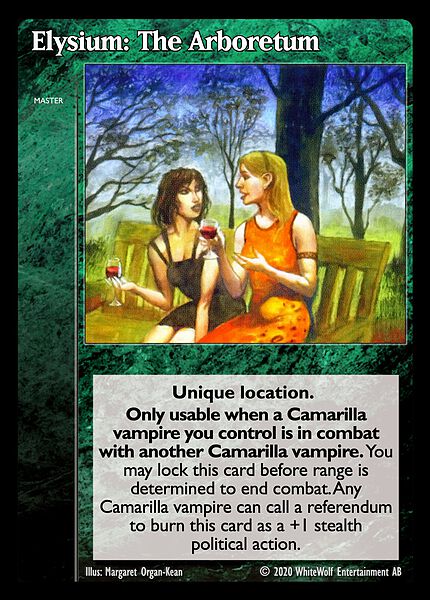 Elysium: The Arboretum
MASTER
Unique location.
Only usable when a Camarilla
vampire you control is in combat
with another Camarilla vampire. You
may lock this card before range is
determined to end combat. Any
Camarilla vampire can call a referendum
to burn this card as a +1 stealth
political action.
Illus: Margaret Organ-Kean © 2020 WhiteWolf Entertainment AB